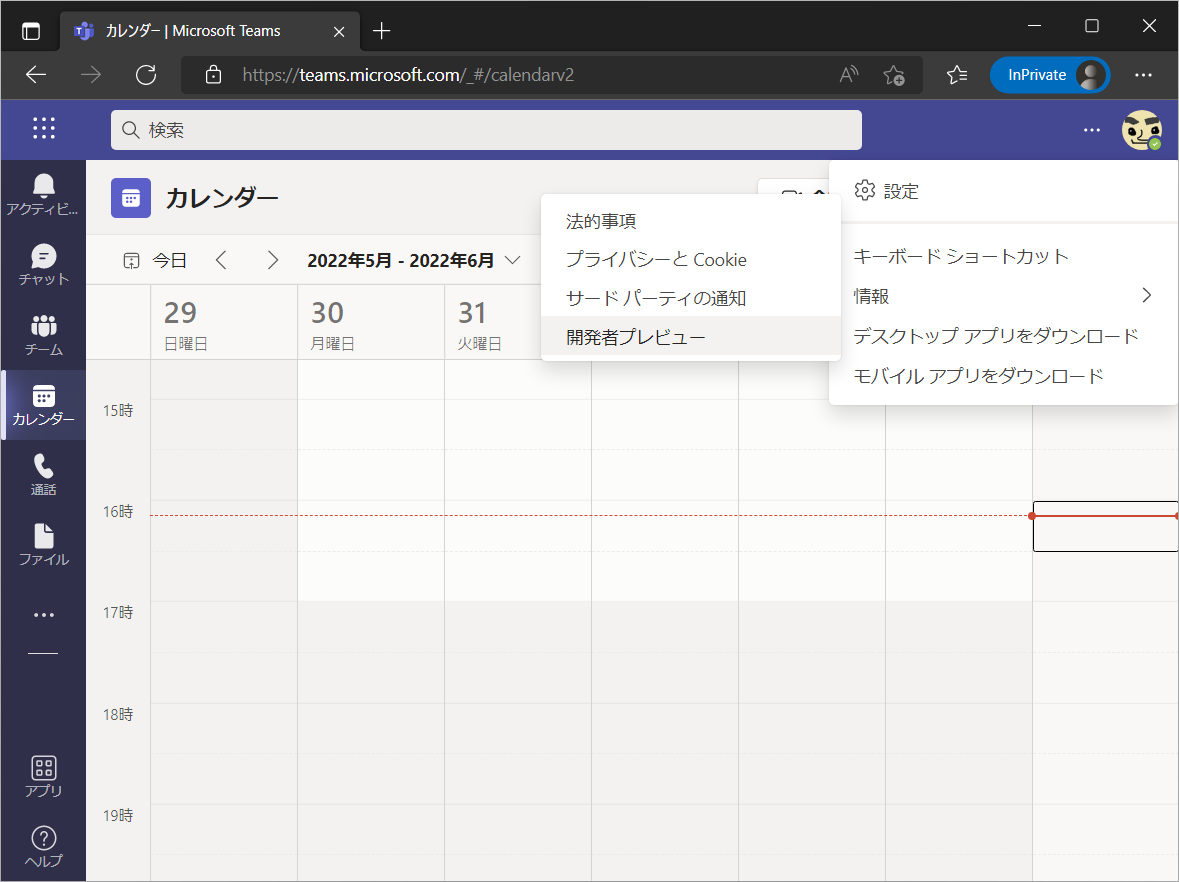 カレンダー | Microsoft Teams
https://teams.microsoft.com/_#/calendarv2
InPrivate
検索
アクティビ...
チャット
チーム
カレンダー
通話
ファイル
アプリ
ヘルプ
カレンダー
今日
2022年5月 - 2022年6月
29
日曜日
30
月曜日
31
火曜日
15時
16時
17時
18時
19時
法的事項
プライバシーと Cookie
サード パーティの通知
開発者プレビュー
設定
キーボード ショートカット
情報
デスクトップ アプリをダウンロード
モバイル アプリをダウンロード